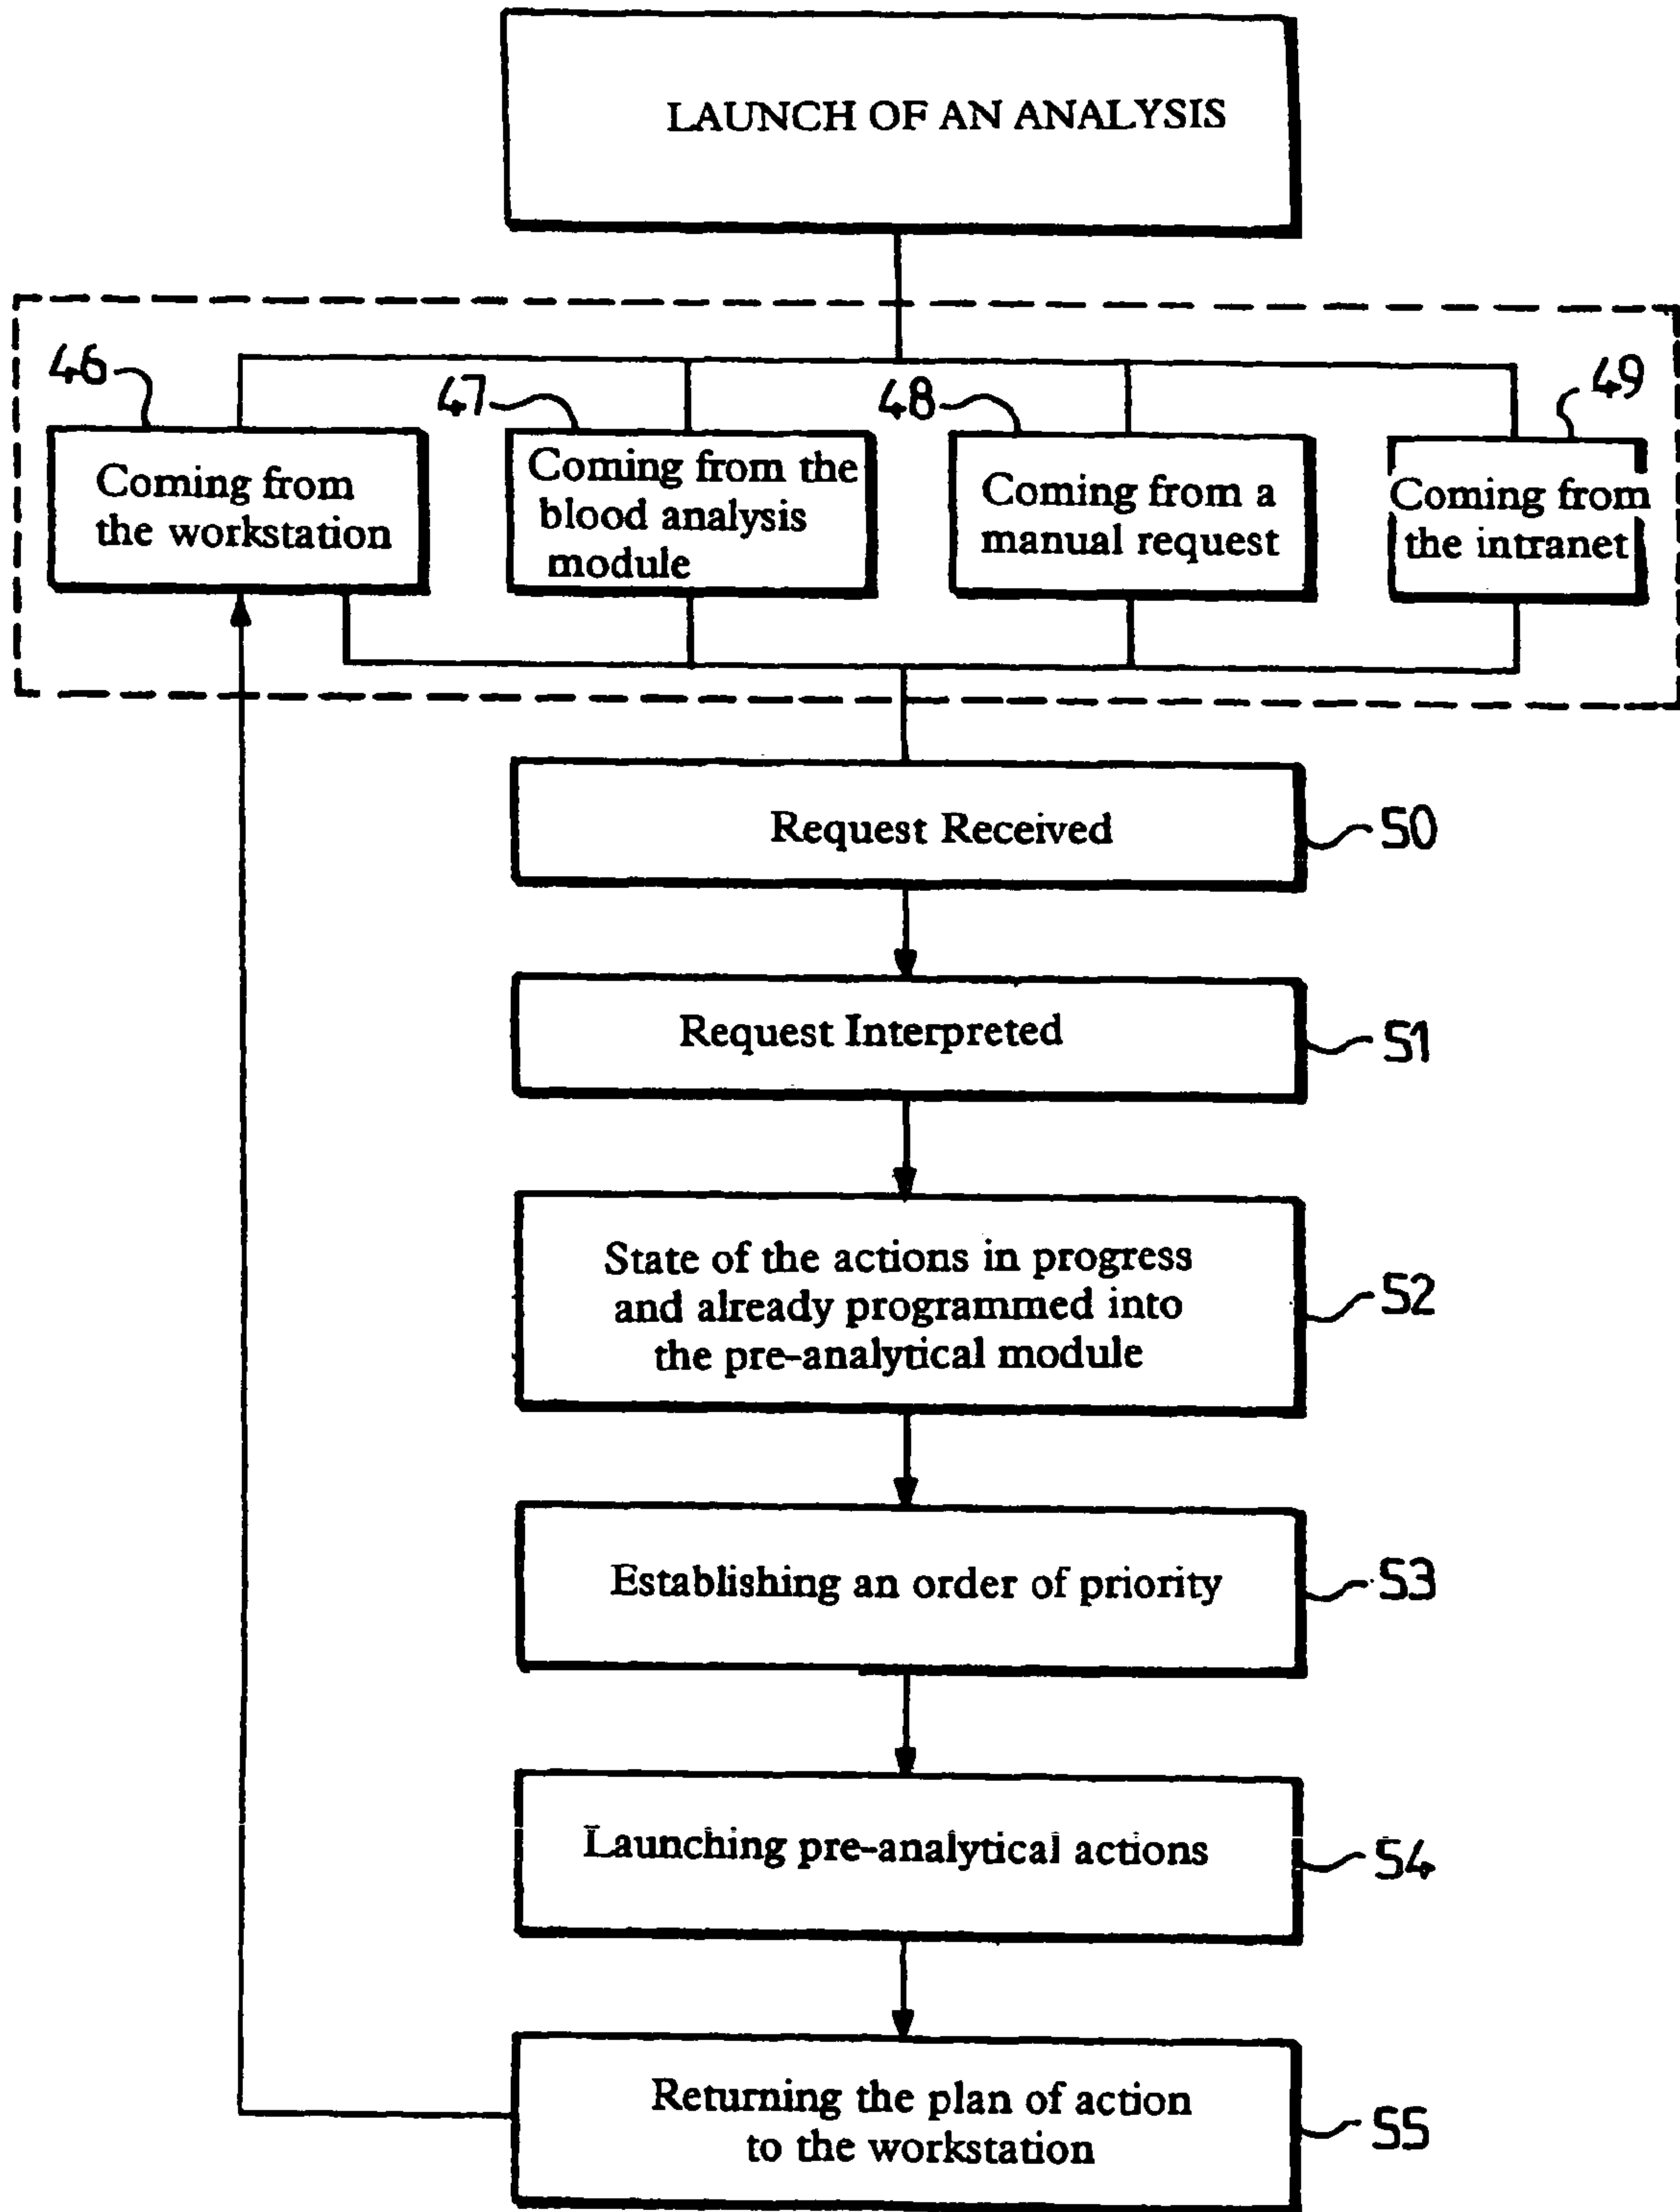 LAUNCH OF AN ANALYSIS
46
47
48
49
Coming from
the workstation
Coming from the
blood analysis
module
Coming from a
manual request
Coming from
the intranet
Request Received
50
Request Interpreted
51
State of the actions in progress
and already programmed into
the pre-analytical module
52
Establishing an order of priority
53
Launching pre-analytical actions
54
Returning the plan of action
to the workstation
55